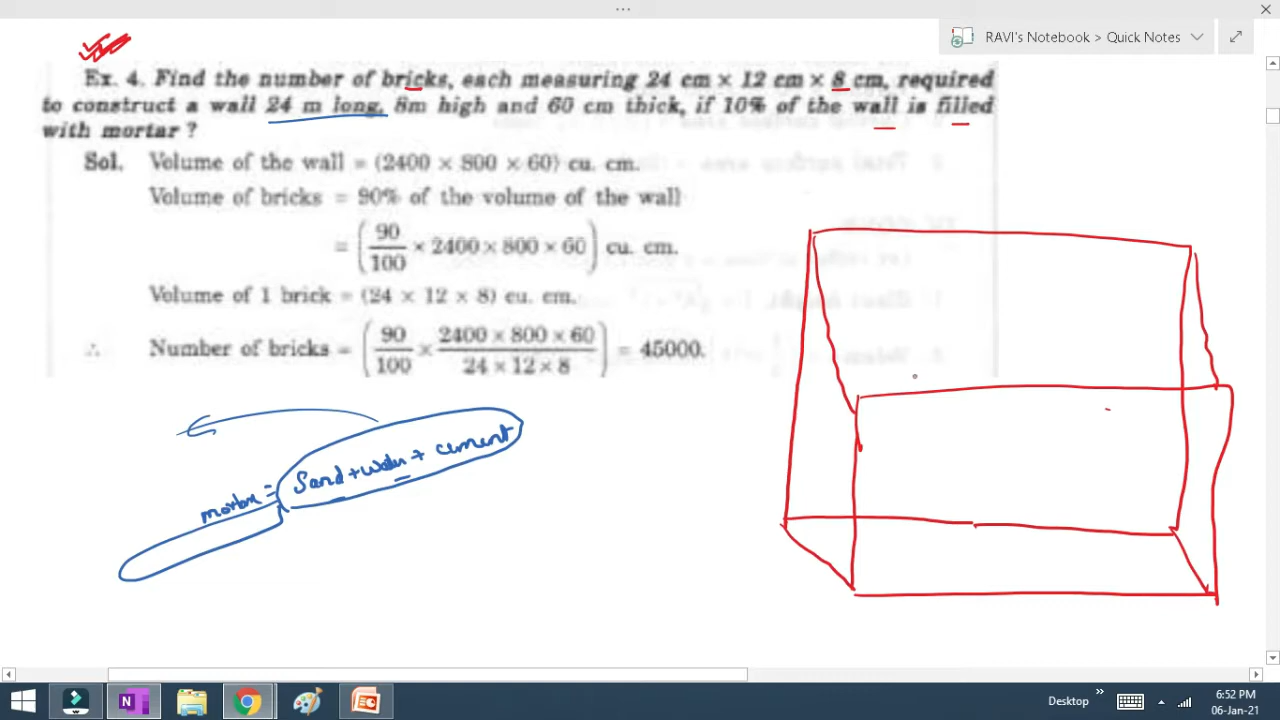 RAVI's Notebook > Quick Notes
Ex. 4. Find the number of bricks, each measuring 24 cm × 12 cm × 8 cm, required
to construct a wall 24 m long, 8m high and 60 cm thick, if 10% of the wall is filled
with mortar ?
Sol. Volume of the wall = (2400 × 800 × 60) cu. cm.
Volume of bricks = 90% of the volume of the wall
= (90/100 × 2400 × 800 × 60) cu. cm.
Volume of 1 brick = (24 × 12 × 8) cu. cm.
∴ Number of bricks = (90/100 × 2400 × 800 × 60 / 24 × 12 × 8) = 45000.
mortar = Sand + water + cement
Desktop
6:52 PM
06-Jan-21